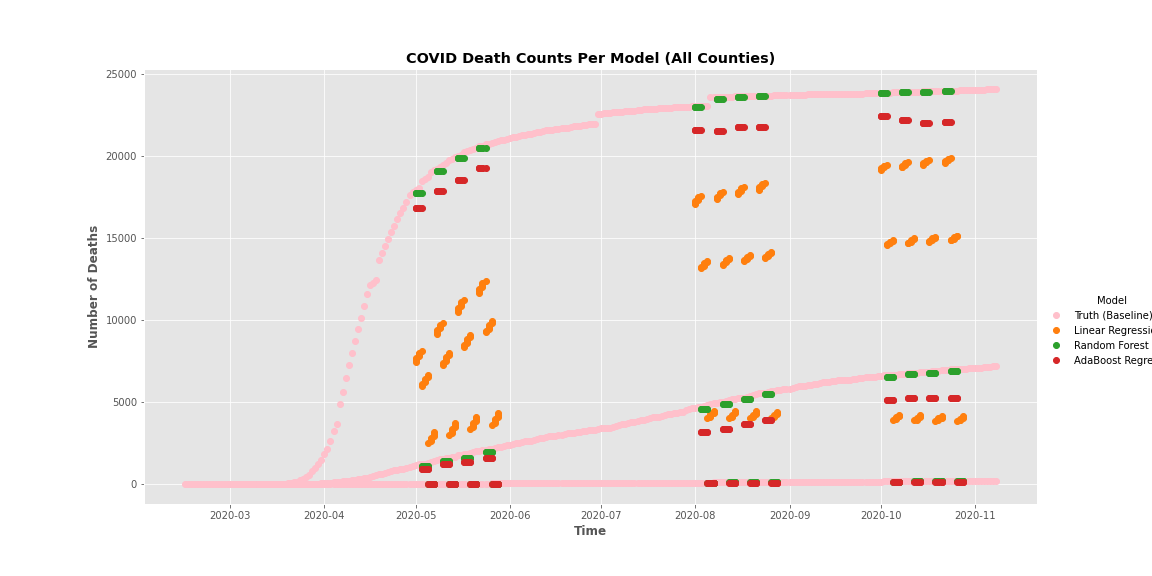 COVID Death Counts Per Model (All Counties)
Number of Deaths
25000
20000
15000
10000
5000
0
2020-03 2020-04 2020-05 2020-06 2020-07 2020-08 2020-09 2020-10 2020-11
Time
Model
Truth (Baseline)
Linear Regressi
Random Forest
AdaBoost Regre